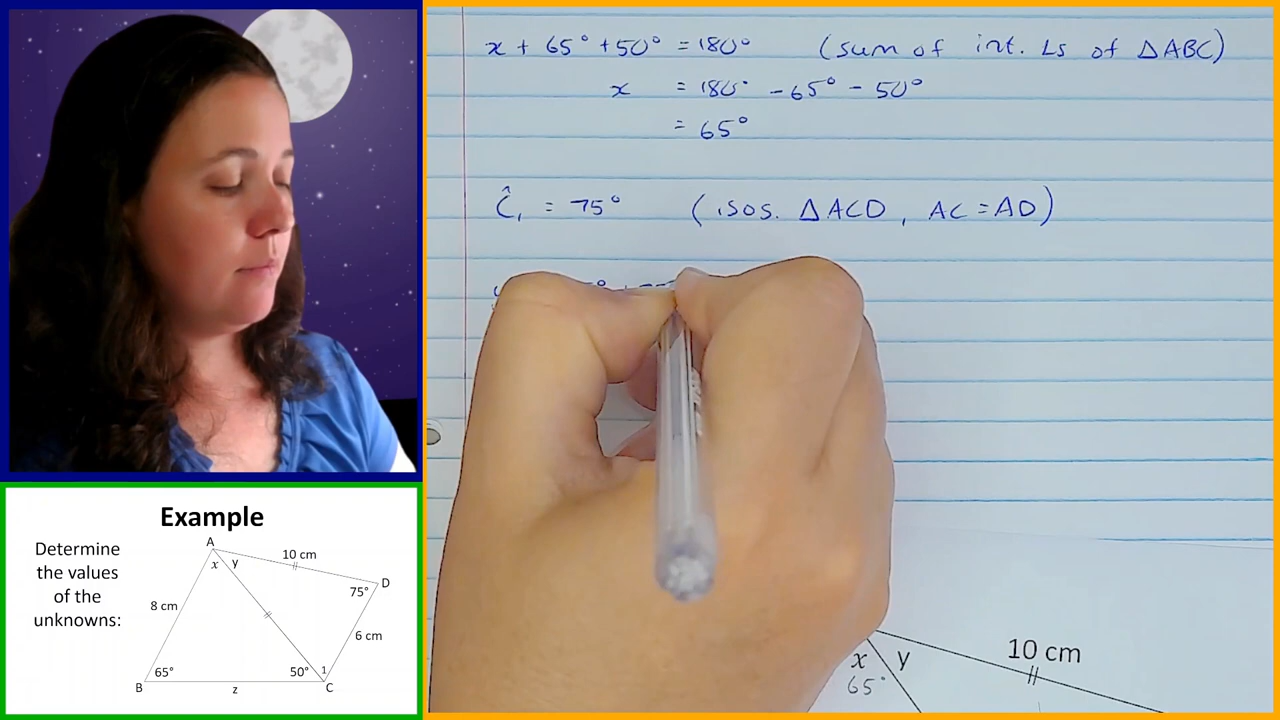 x + 65° + 50° = 180° (sum of int. Ls of ΔABC)
x = 180° - 65° - 50°
= 65°
Ĉ₁ = 75° (isos. ΔACD, AC = AD)
Example
Determine
the values
of the
unknowns:
A
x y
10 cm
D
75°
8 cm
6 cm
65°
50° 1
B
z
C
10 cm
x y
65°